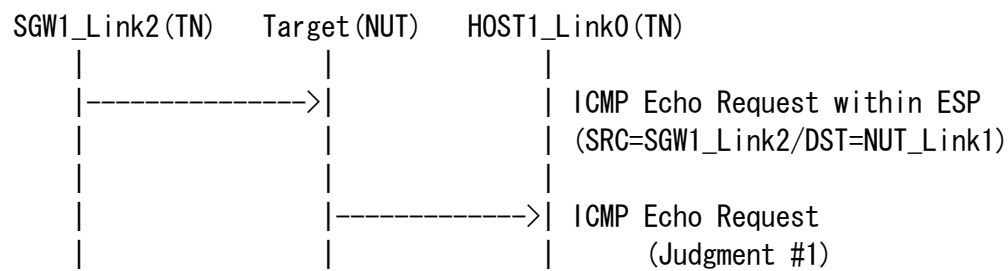 SGW1_Link2(TN)    Target(NUT)    HOST1_Link0(TN)
    |                |               |
    |--------------->|               | ICMP Echo Request within ESP
    |                |               | (SRC=SGW1_Link2/DST=NUT_Link1)
    |                |               |
    |                |-------------->| ICMP Echo Request
    |                |               |     (Judgment #1)